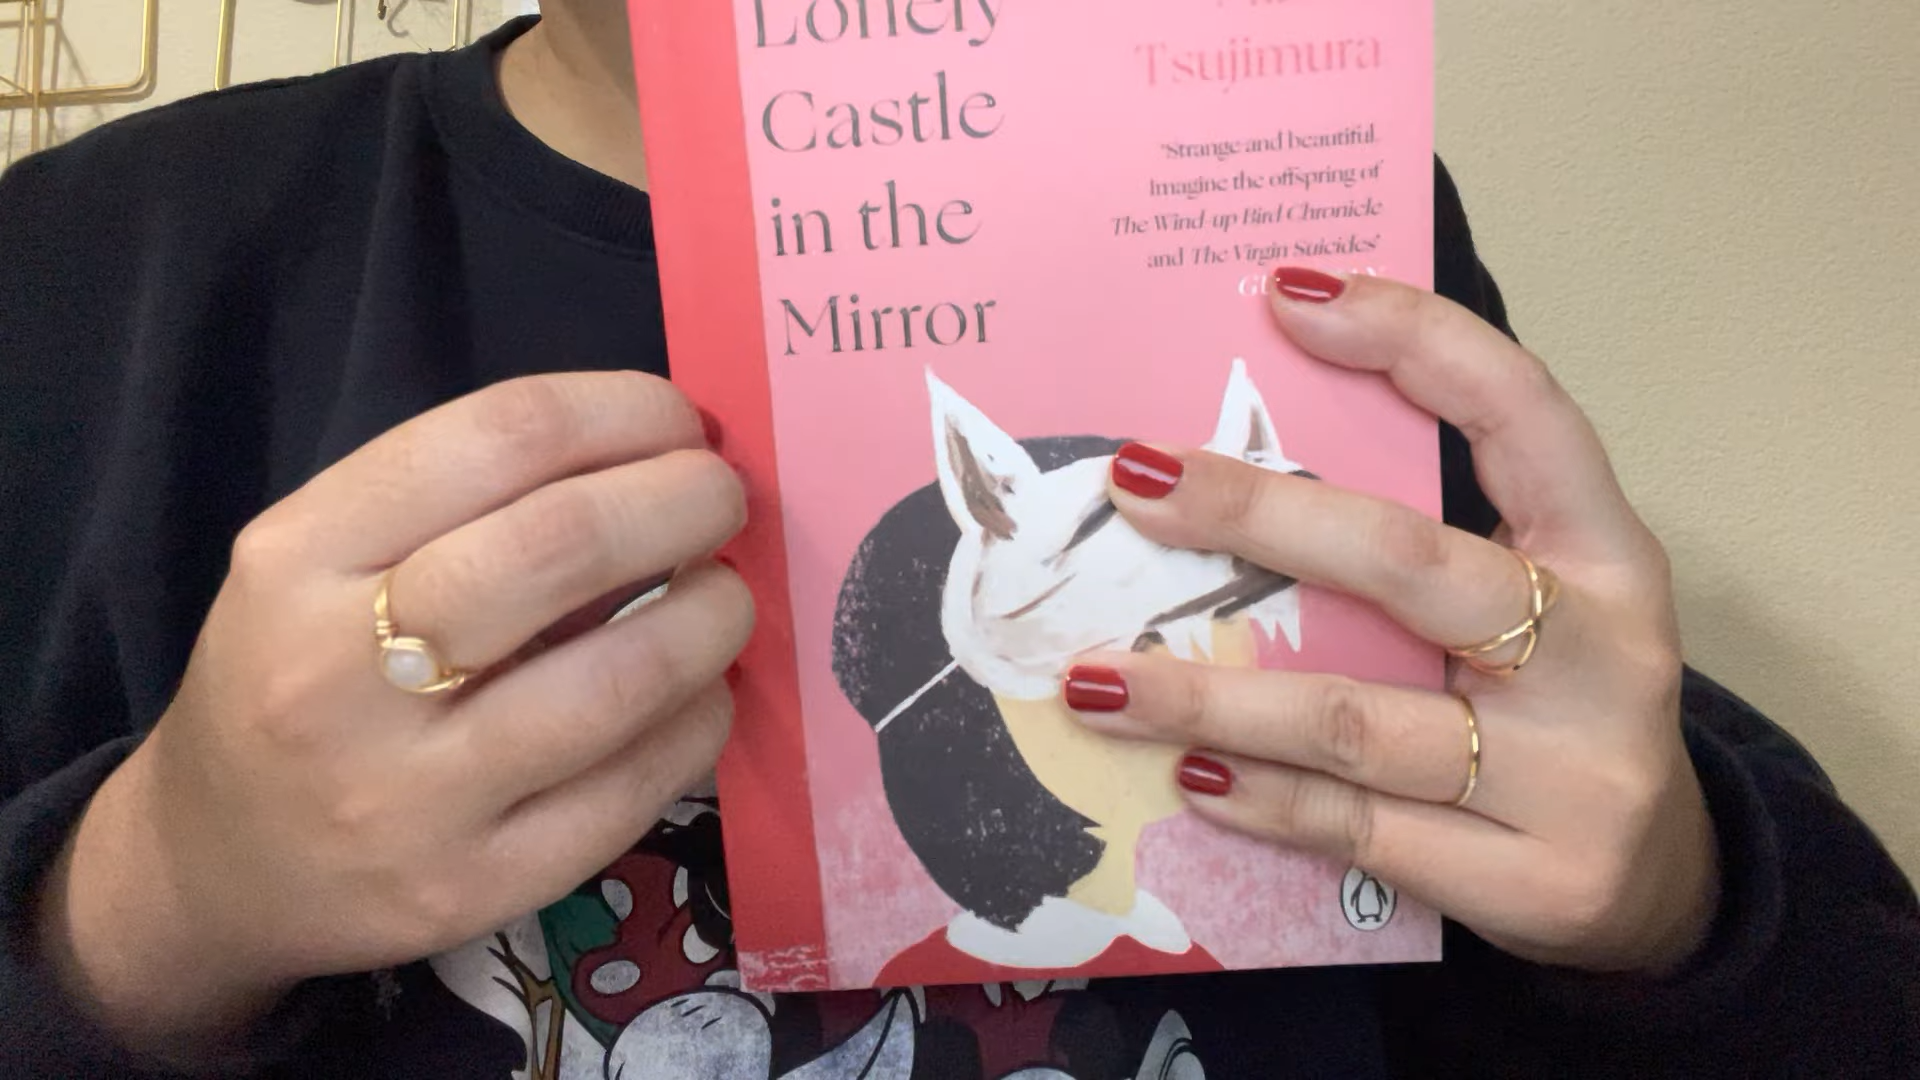 Lonely
Castle
in the
Mirror
Tsujimura
'Strange and beautiful.
Imagine the offspring of
The Wind-up Bird Chronicle
and The Virgin Suicides'